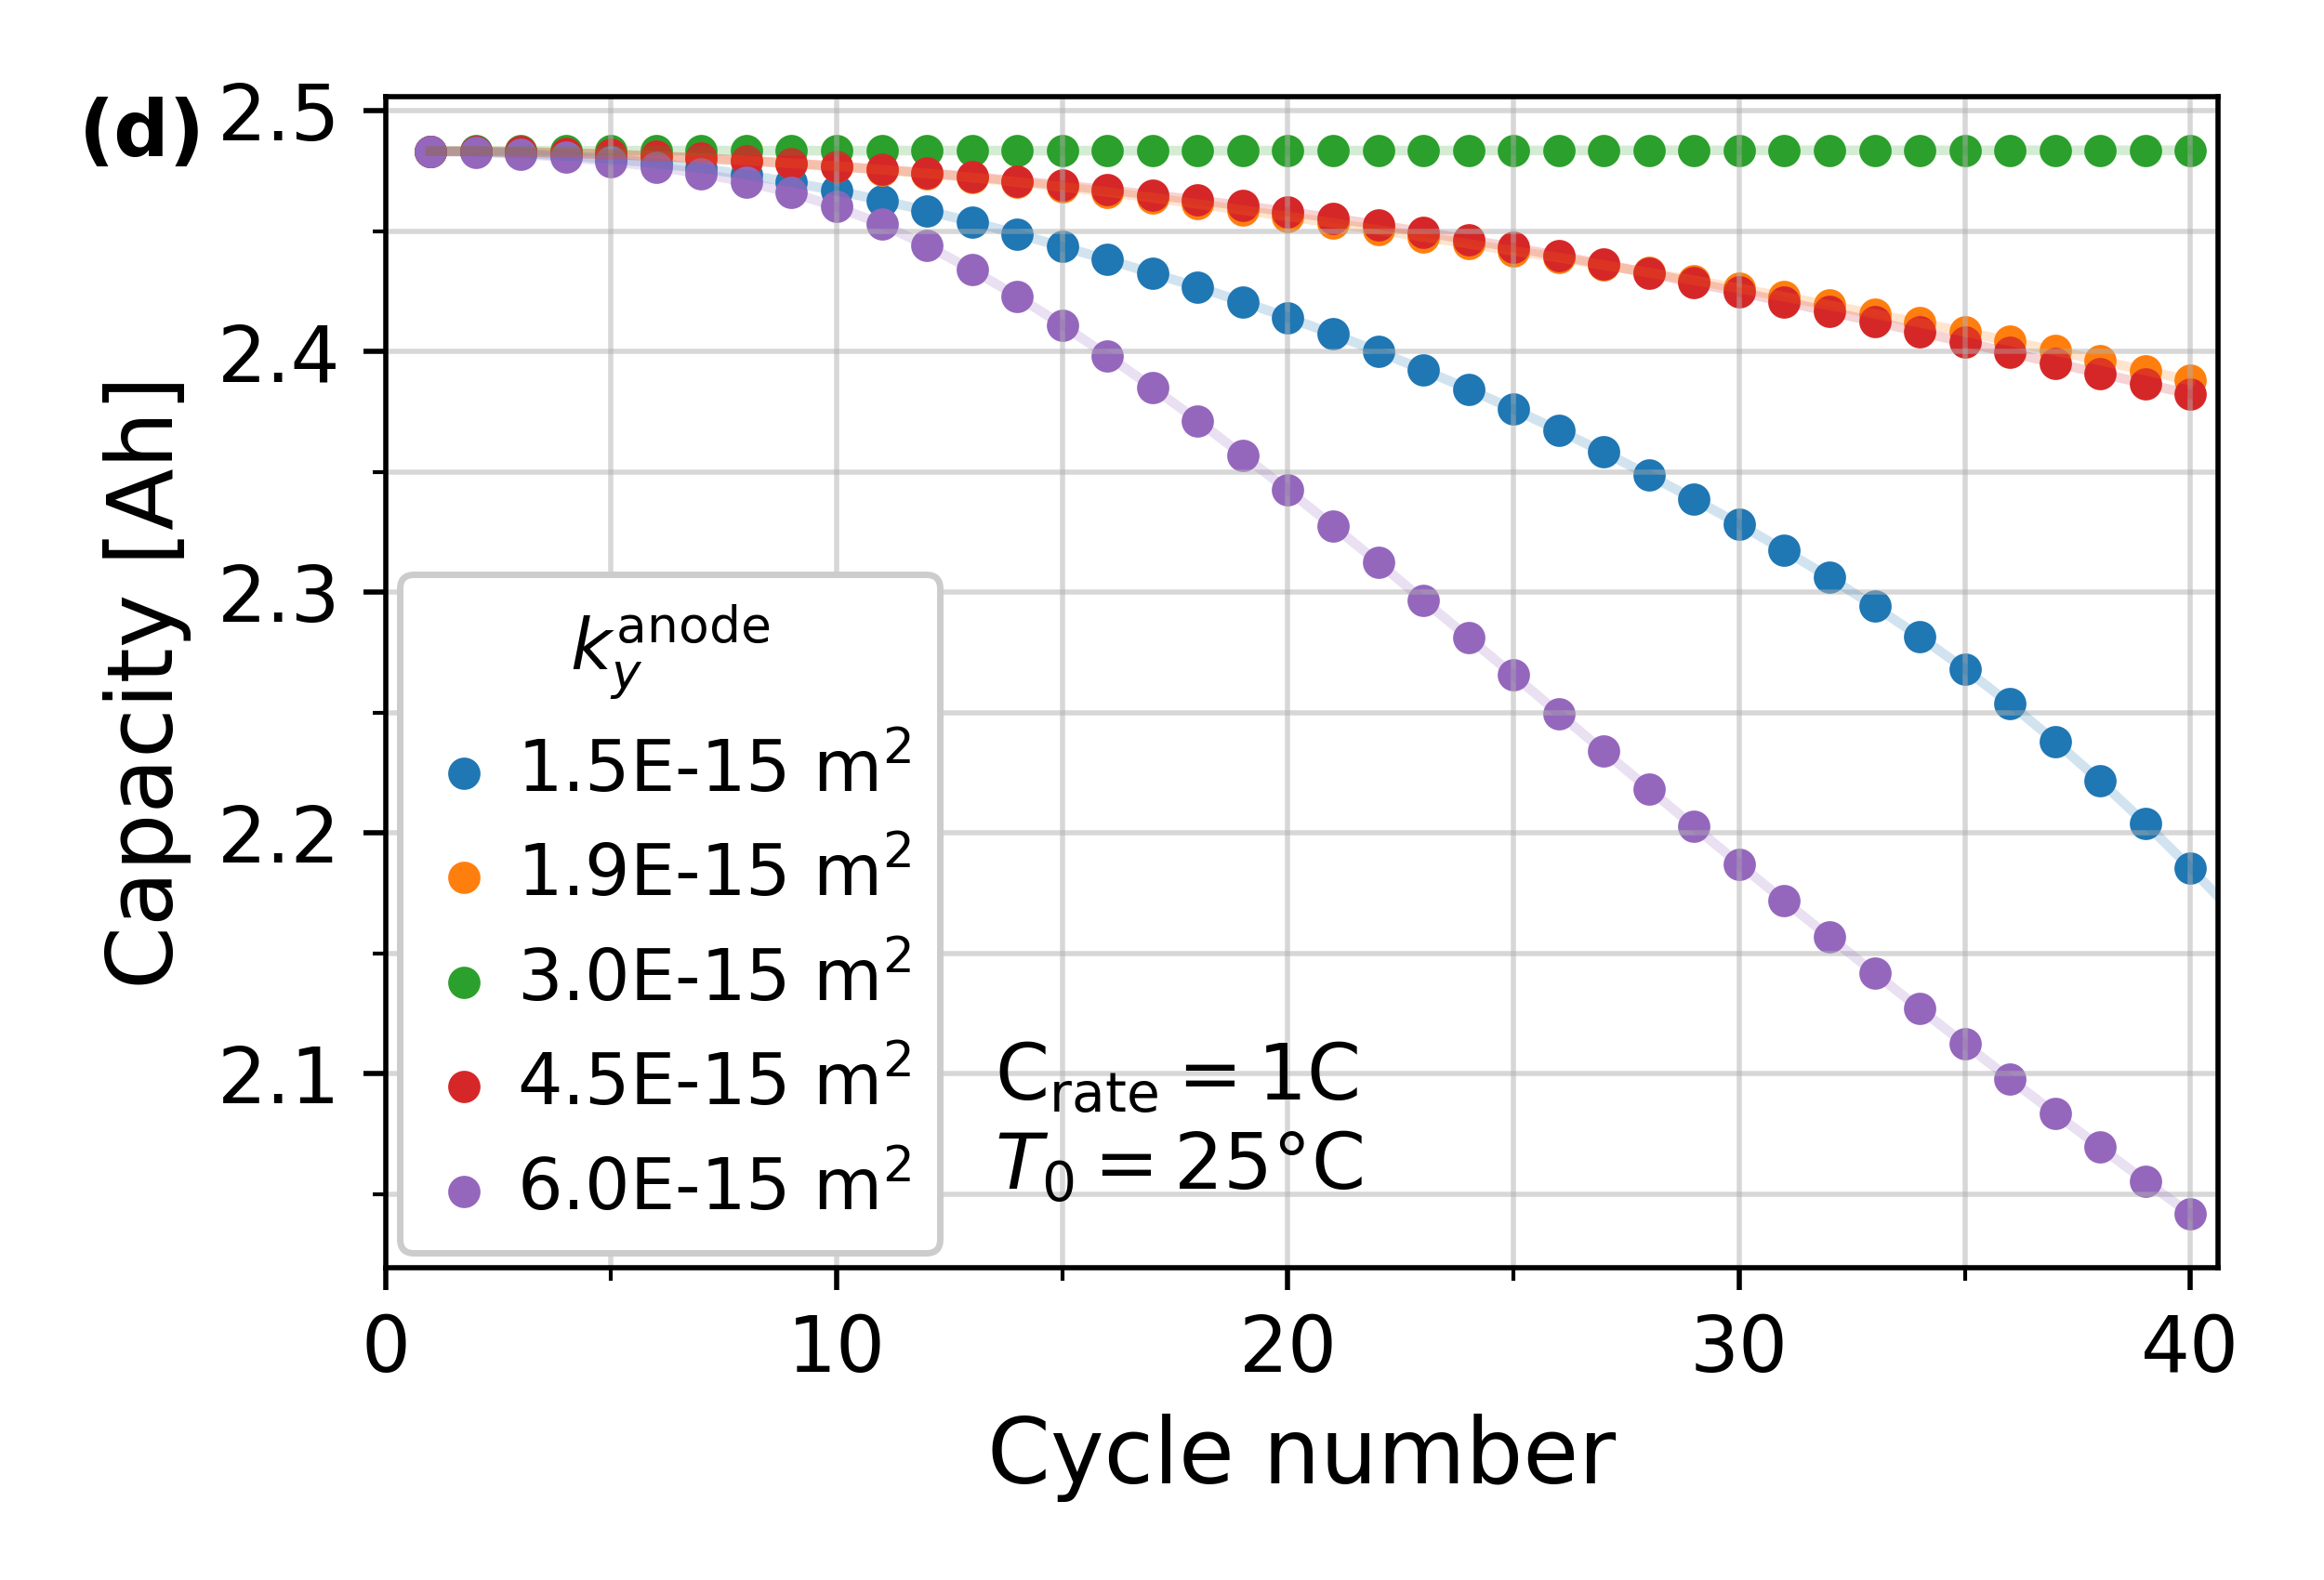 (d)
2.5
2.4
2.3
2.2
2.1
Capacity [Ah]
k_y^anode
1.5E-15 m²
1.9E-15 m²
3.0E-15 m²
4.5E-15 m²
6.0E-15 m²
C_rate = 1C
T₀ = 25°C
0 10 20 30 40
Cycle number